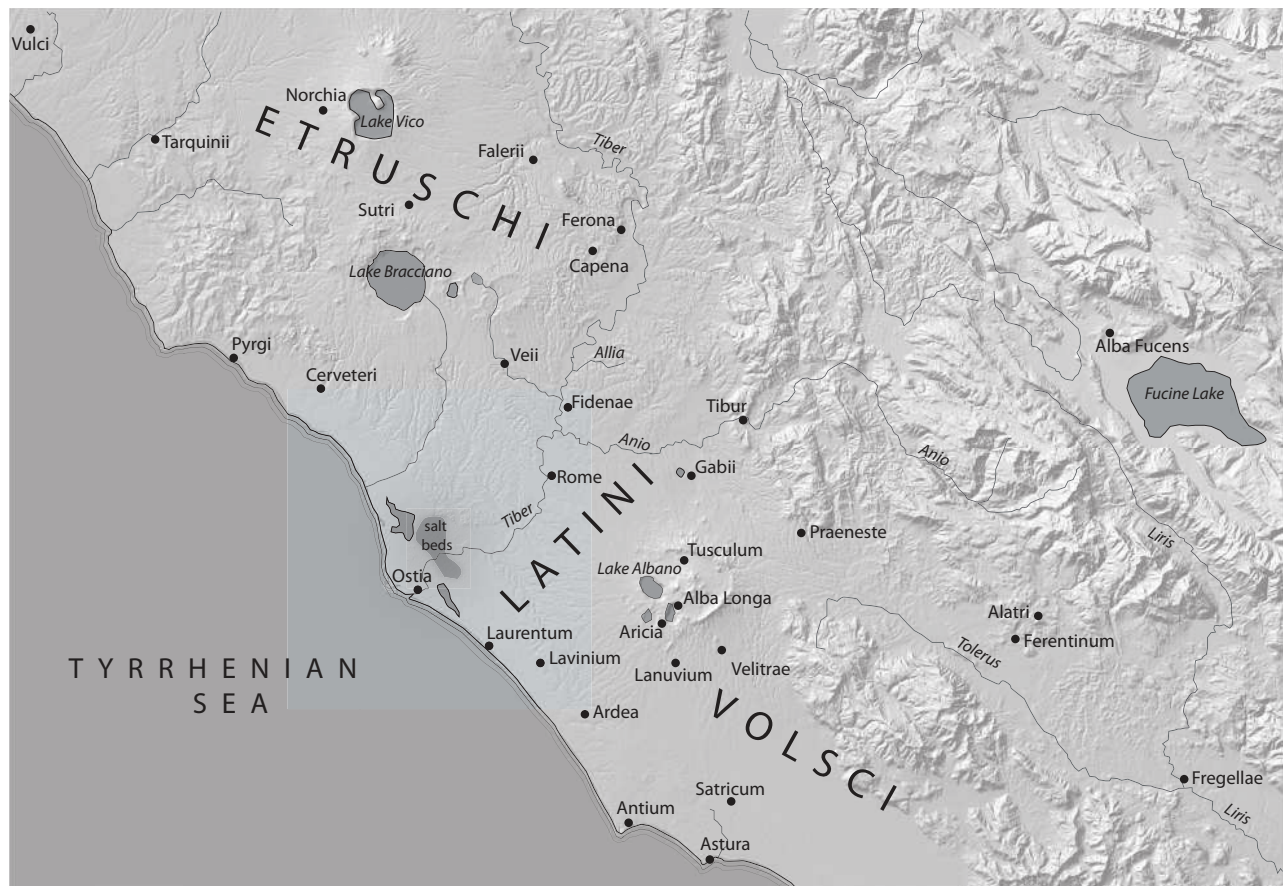 Vulci
Norchia
Lake Vico
ETRUSCHI
Tarquinii
Falerii
Tiber
Sutri
Ferona
Capena
Lake Bracciano
Pyrgi
Veii
Allia
Alba Fucens
Cerveteri
Fidenae
Tibur
Fucine Lake
Anio
Anio
Rome
Gabii
LATINI
Tiber
salt
beds
Praeneste
Liris
Tusculum
Lake Albano
Ostia
Alba Longa
Alatri
Aricia
Laurentum
Ferentinum
Tolerus
Lavinium
Lanuvium
Velitrae
TYRRHENIAN
SEA
Ardea
VOLSCI
Fregellae
Satricum
Antium
Liris
Astura